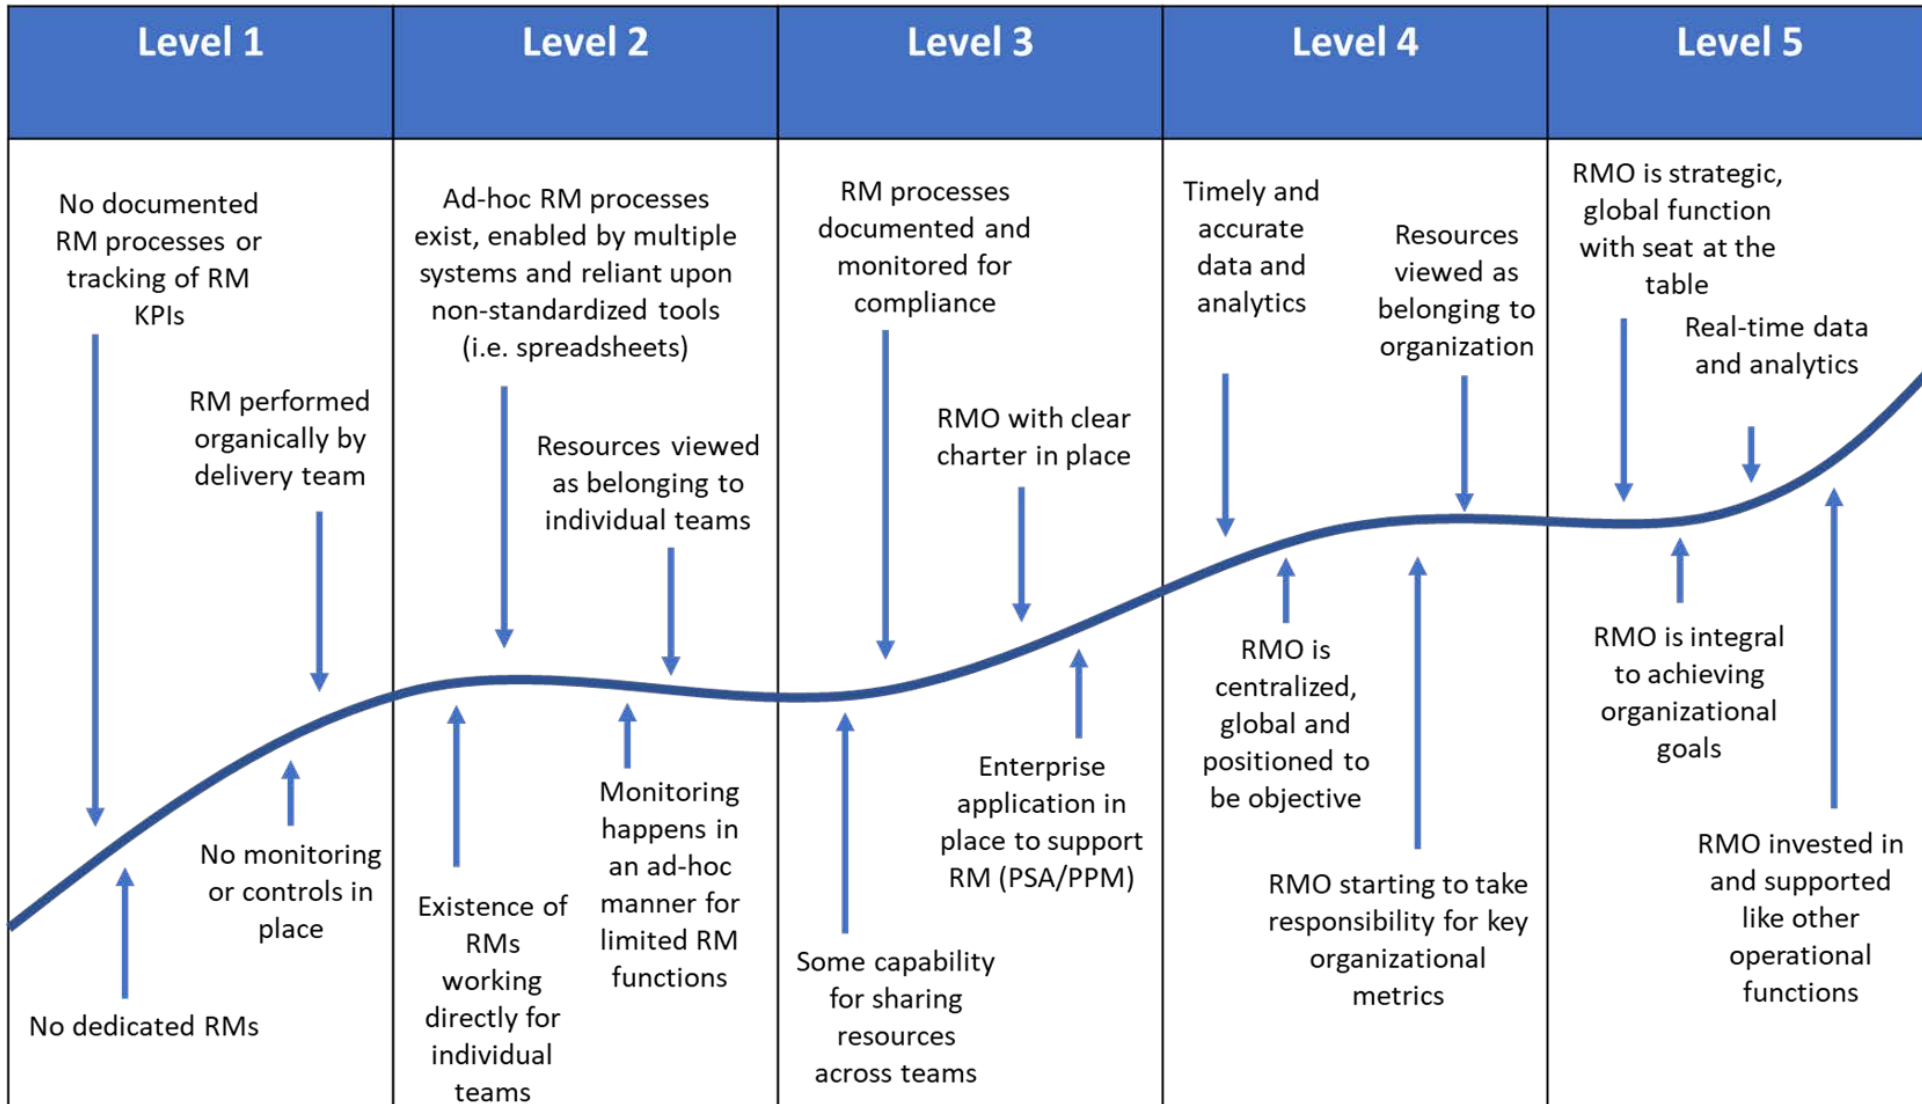 Level 1
Level 2
Level 3
Level 4
Level 5
No documented
RM processes or
tracking of RM
KPIs
RM performed
organically by
delivery team
No monitoring
or controls in
place
No dedicated RMs
Ad-hoc RM processes
exist, enabled by multiple
systems and reliant upon
non-standardized tools
(i.e. spreadsheets)
Resources viewed
as belonging to
individual teams
Existence of
RMs
working
directly for
individual
teams
Monitoring
happens in
an ad-hoc
manner for
limited RM
functions
RM processes
documented and
monitored for
compliance
RMO with clear
charter in place
Enterprise
application in
place to support
RM (PSA/PPM)
Some capability
for sharing
resources
across teams
Timely and
accurate
data and
analytics
Resources
viewed as
belonging to
organization
RMO is
centralized,
global and
positioned to
be objective
RMO starting to take
responsibility for key
organizational
metrics
RMO is strategic,
global function
with seat at the
table
Real-time data
and analytics
RMO is integral
to achieving
organizational
goals
RMO invested in
and supported
like other
operational
functions